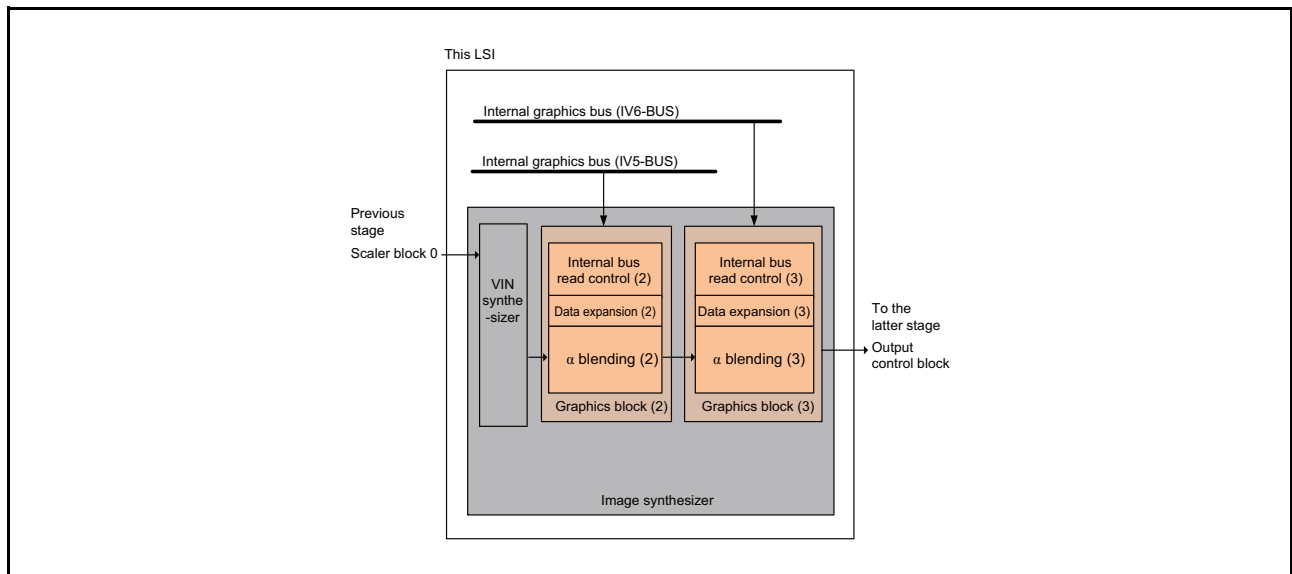 This LSI
Internal graphics bus (IV6-BUS)
Internal graphics bus (IV5-BUS)
Previous
stage
Scaler block 0
VIN
synthe
-sizer
Internal bus
read control (2)
Data expansion (2)
α blending (2)
Graphics block (2)
Internal bus
read control (3)
Data expansion (3)
α blending (3)
Graphics block (3)
To the
latter stage
Output
control block
Image synthesizer